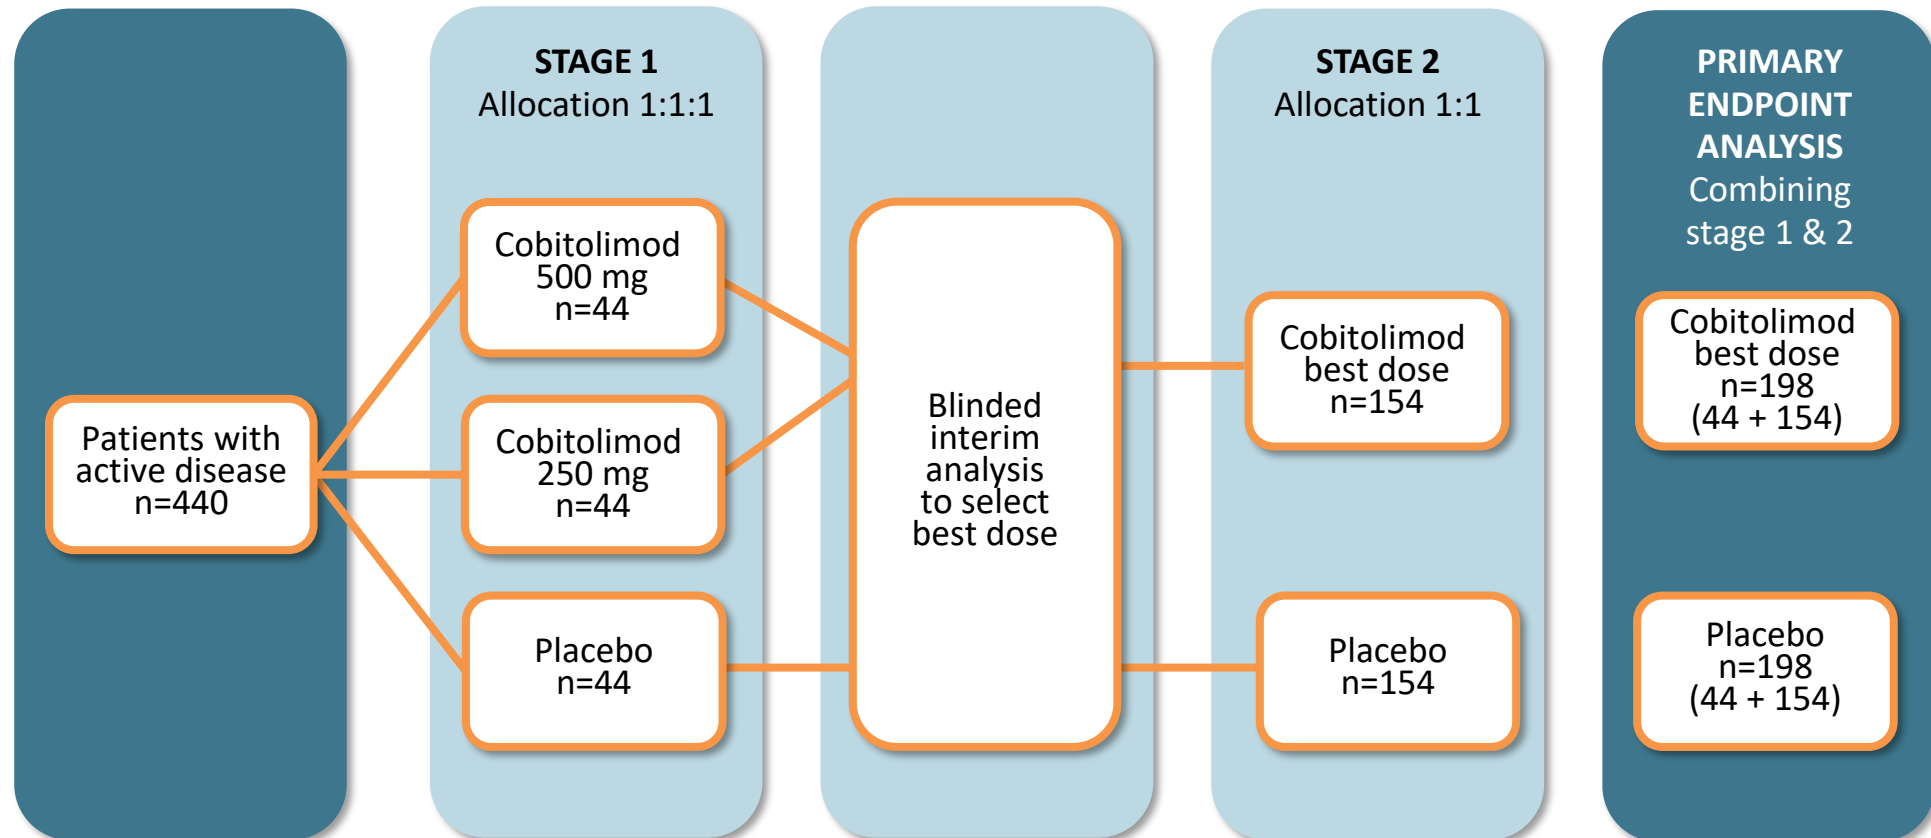 Patients with
active disease
n=440
STAGE 1
Allocation 1:1:1
Cobitolimod
500 mg
n=44
Cobitolimod
250 mg
n=44
Placebo
n=44
Blinded
interim
analysis
to select
best dose
STAGE 2
Allocation 1:1
Cobitolimod
best dose
n=154
Placebo
n=154
PRIMARY
ENDPOINT
ANALYSIS
Combining
stage 1 & 2
Cobitolimod
best dose
n=198
(44 + 154)
Placebo
n=198
(44 + 154)